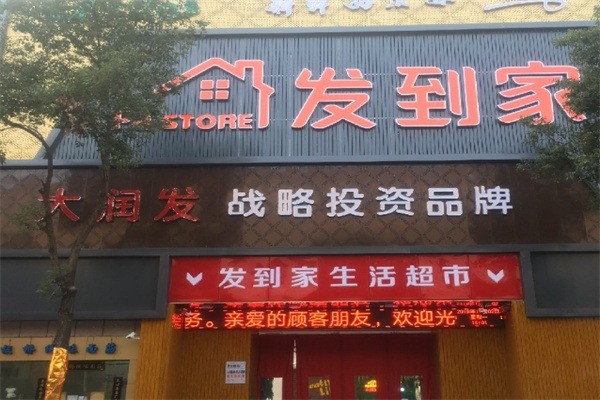 发到家
STORE
大润发 战略投资品牌
发到家生活超市
务。亲爱的顾客朋友，欢迎光